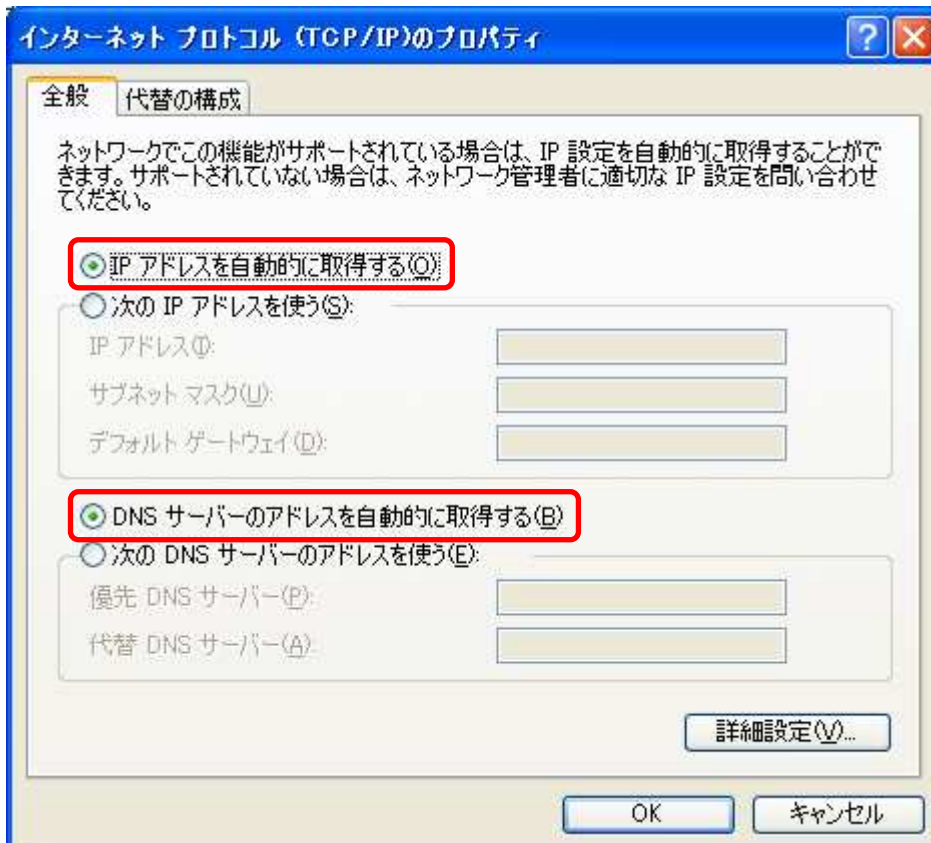 インターネット プロトコル (TCP/IP)のプロパティ
全般
代替の構成
ネットワークでこの機能がサポートされている場合は、IP 設定を自動的に取得することがで
きます。サポートされていない場合は、ネットワーク管理者に適切な IP 設定を問い合わせ
てください。
IP アドレスを自動的に取得する(O)
次の IP アドレスを使う(S):
IP アドレス(I):
サブネット マスク(U):
デフォルト ゲートウェイ(D):
DNS サーバーのアドレスを自動的に取得する(B)
次の DNS サーバーのアドレスを使う(E):
優先 DNS サーバー(P):
代替 DNS サーバー(A):
詳細設定(V)...
OK
キャンセル